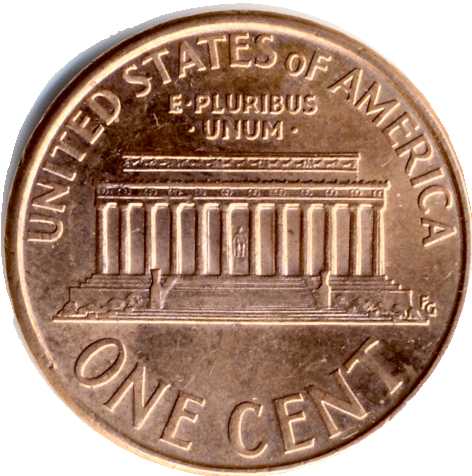 UNITED STATES oF AMERICA
E·PLURIBUS
·UNUM·
FG
ONE CENT